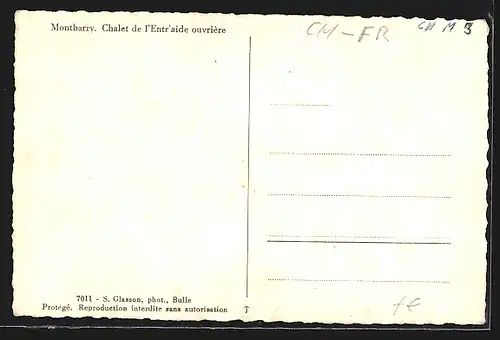 Montbarry. Chalet de l'Entr'aide ouvrière
CH-FR
CH M 3
7011 - S. Glasson, phot., Bulle
Protégé. Reproduction interdite sans autorisation